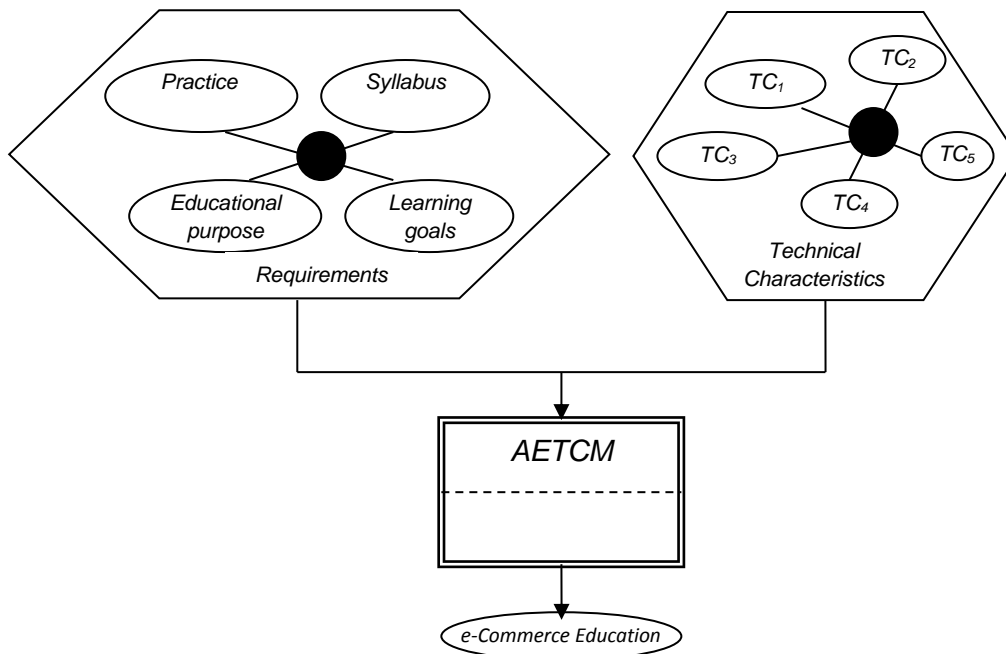 Practice
Syllabus
Educational
purpose
Learning
goals
Requirements
TC₁
TC₂
TC₃
TC₅
TC₄
Technical
Characteristics
AETCM
e-Commerce Education